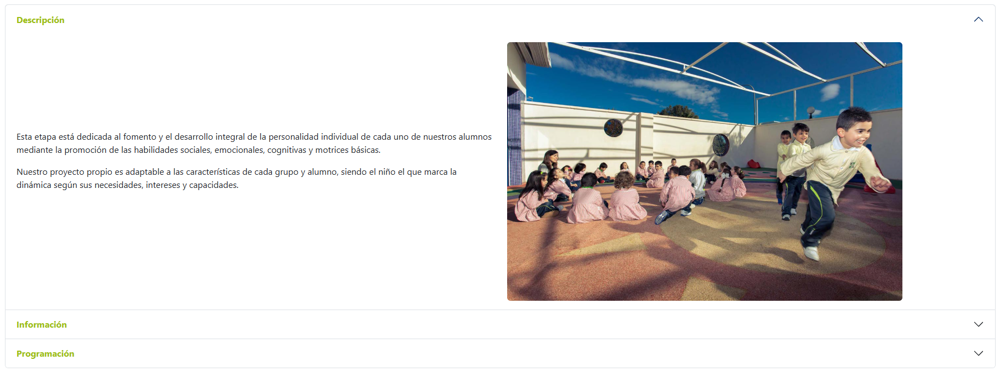 Descripción
Esta etapa está dedicada al fomento y el desarrollo integral de la personalidad individual de cada uno de nuestros alumnos
mediante la promoción de las habilidades sociales, emocionales, cognitivas y motrices básicas.
Nuestro proyecto propio es adaptable a las características de cada grupo y alumno, siendo el niño el que marca la
dinámica según sus necesidades, intereses y capacidades.
Información
Programación